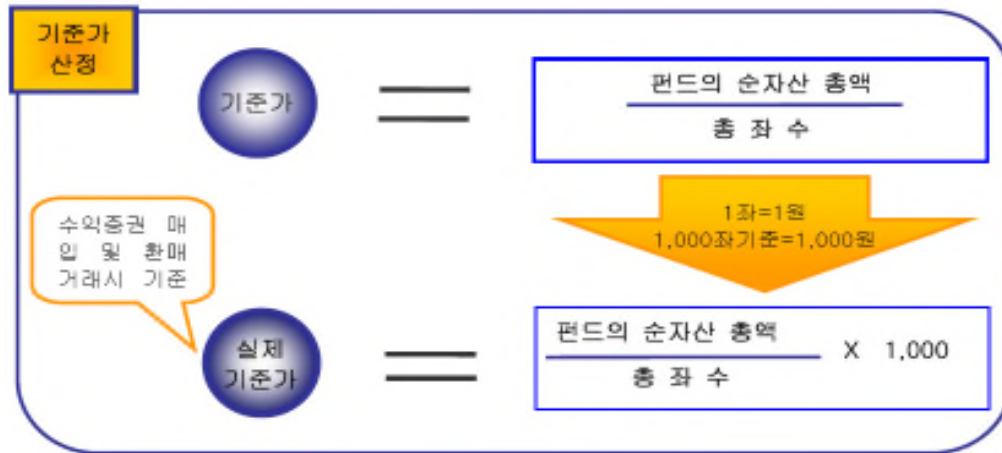 기준가
산정
기준가
펀드의 순자산 총액
총 좌 수
1좌=1원
1,000좌기준=1,000원
수익증권 매
입 및 환매
거래시 기준
실제
기준가
펀드의 순자산 총액
총 좌 수
X 1,000